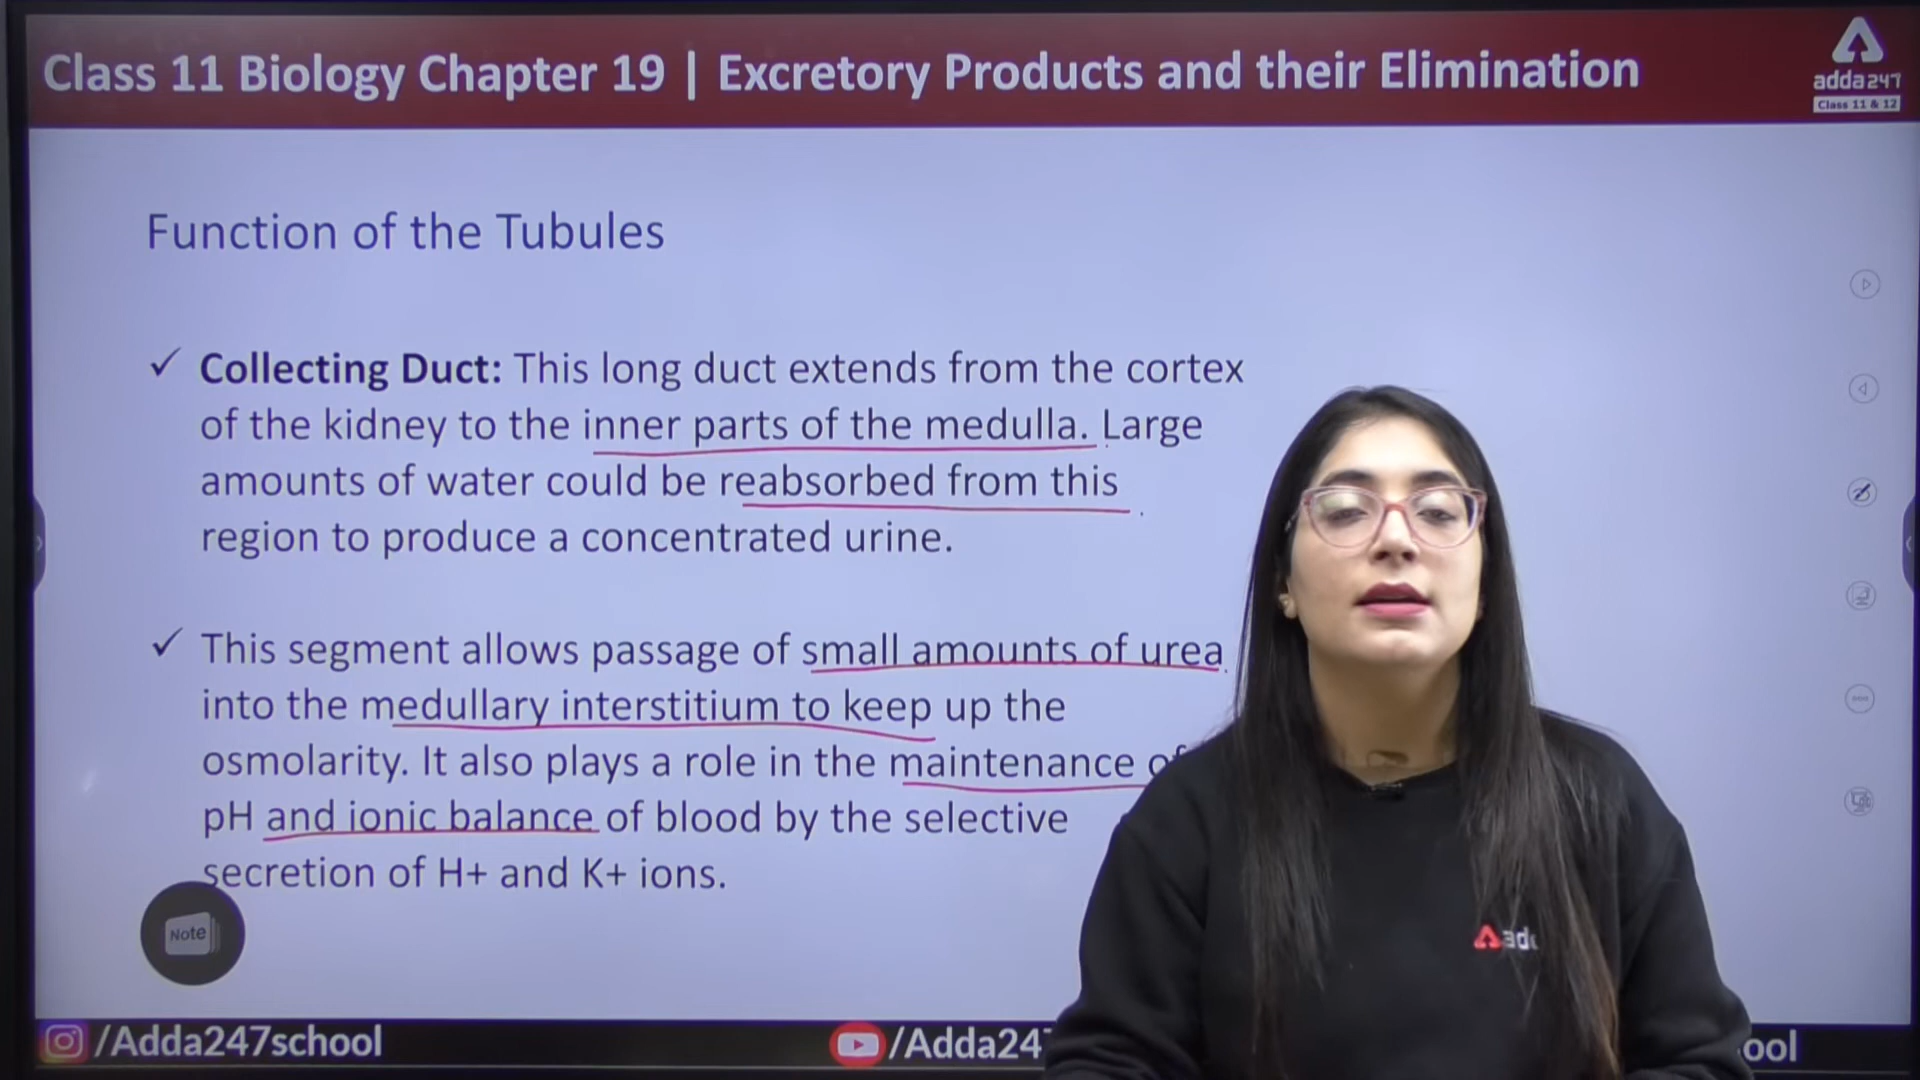 Class 11 Biology Chapter 19 | Excretory Products and their Elimination
adda247
Class 11 & 12
Function of the Tubules
✓ Collecting Duct: This long duct extends from the cortex
of the kidney to the inner parts of the medulla. Large
amounts of water could be reabsorbed from this
region to produce a concentrated urine.
✓ This segment allows passage of small amounts of urea
into the medullary interstitium to keep up the
osmolarity. It also plays a role in the maintenance of
pH and ionic balance of blood by the selective
secretion of H+ and K+ ions.
Note
add
/Adda247school
/Adda247
ool